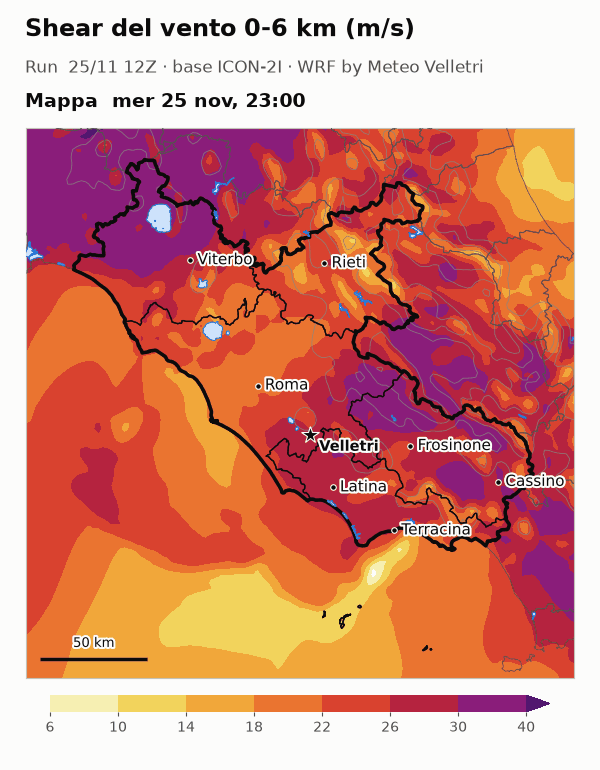 Shear del vento 0-6 km (m/s)
Run  25/11 12Z · base ICON-2I · WRF by Meteo Velletri
Mappa  mer 25 nov, 23:00
Viterbo
Rieti
Roma
Velletri
Frosinone
Cassino
Latina
Terracina
50 km
6 10 14 18 22 26 30 40